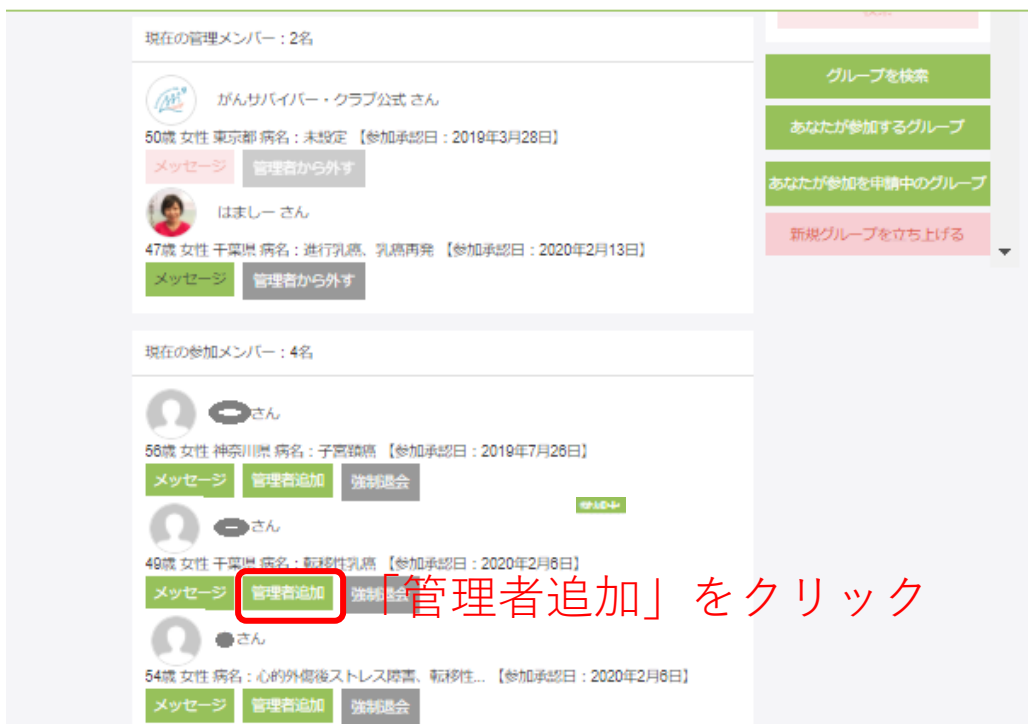 現在の管理メンバー：2名
がんサバイバー・クラブ公式 さん
50歳 女性 東京都 病名：未設定 【参加承認日：2019年3月28日】
メッセージ 管理者から外す
はましー さん
47歳 女性 千葉県 病名：進行乳癌、乳癌再発 【参加承認日：2020年2月13日】
メッセージ 管理者から外す
現在の参加メンバー：4名
さん
56歳 女性 神奈川県 病名：子宮頸癌 【参加承認日：2019年7月26日】
メッセージ 管理者追加 強制退会
さん
49歳 女性 千葉県 病名：転移性乳癌 【参加承認日：2020年2月6日】
メッセージ 管理者追加 強制退会
「管理者追加」をクリック
さん
54歳 女性 病名：心的外傷後ストレス障害、転移性... 【参加承認日：2020年2月6日】
メッセージ 管理者追加 強制退会
グループを検索
あなたが参加するグループ
あなたが参加を申請中のグループ
新規グループを立ち上げる